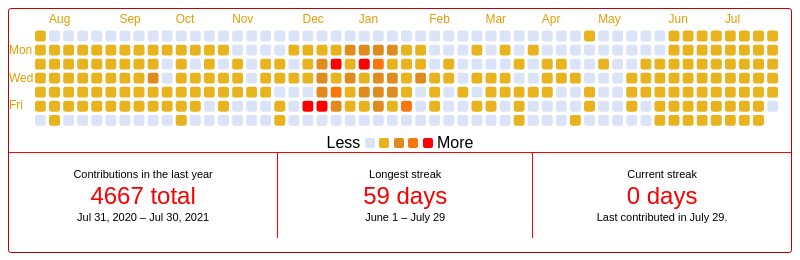 Aug Sep Oct Nov Dec Jan Feb Mar Apr May Jun Jul
Mon
Wed
Fri
Less More
Contributions in the last year
4667 total
Jul 31, 2020 – Jul 30, 2021
Longest streak
59 days
June 1 – July 29
Current streak
0 days
Last contributed in July 29.